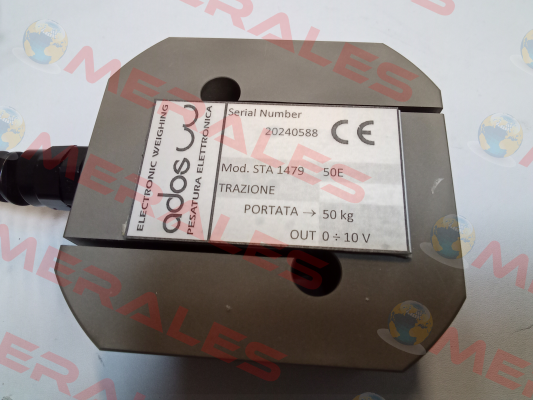 ELECTRONIC WEIGHING
ados
PESATURA ELETTRONICA
Serial Number
20240588 CE
Mod. STA 1479 50E
TRAZIONE
PORTATA → 50 kg
OUT 0 ÷ 10 V
MERALES
MERALES
MERALES
MERALES